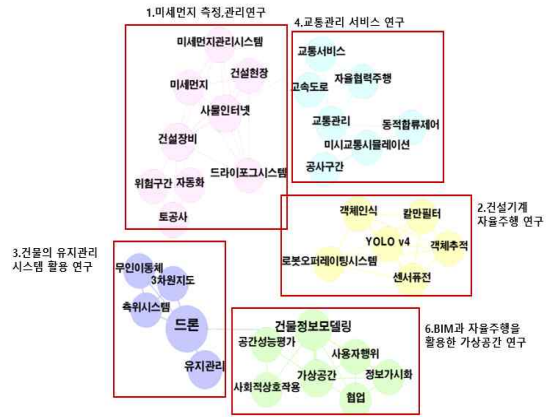 1.미세먼지 측정,관리연구
미세먼지관리시스템
건설현장
미세먼지
사물인터넷
건설장비
드라이포그시스템
위험구간
자동화
토공사
4.교통관리 서비스 연구
교통서비스
자율협력주행
고속도로
교통관리
동적합류제어
미시교통시뮬레이션
공사구간
2.건설기계
자율주행 연구
객체인식
칼만필터
YOLO v4
객체추적
로봇오퍼레이팅시스템
센서퓨전
3.건물의 유지관리
시스템 활용 연구
무인이동체
3차원지도
측위시스템
드론
유지관리
6.BIM과 자율주행을
활용한 가상공간 연구
건물정보모델링
공간성능평가
사용자행위
가상공간
정보가시화
사회적상호작용
협업